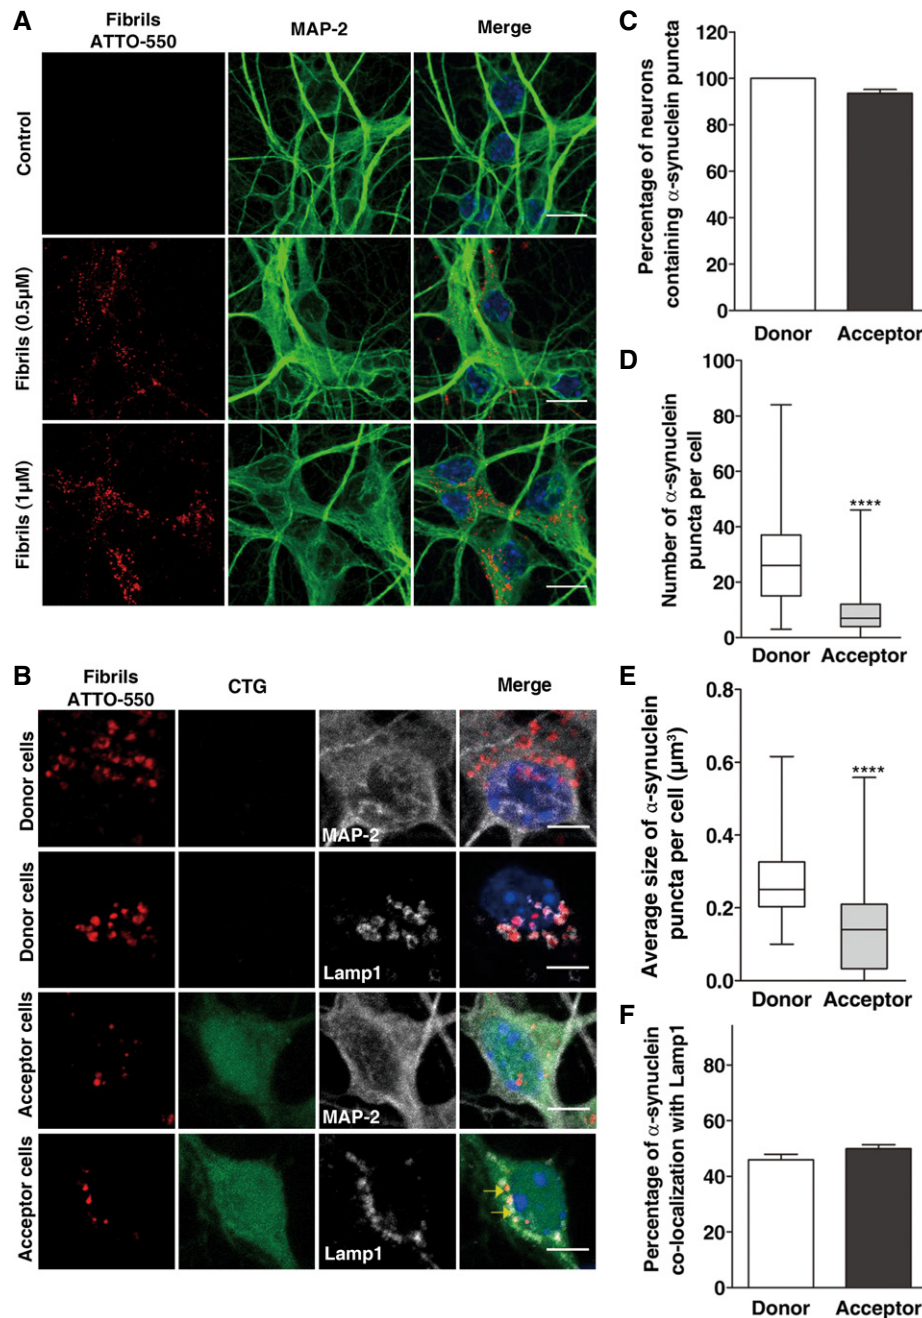 A
Fibrils
ATTO-550
MAP-2
Merge
Control
Fibrils (0.5µM)
Fibrils (1µM)
B
Fibrils
ATTO-550
CTG
Merge
Donor cells
MAP-2
Donor cells
Lamp1
Acceptor cells
MAP-2
Acceptor cells
Lamp1
C
Percentage of neurons
containing α-synuclein puncta
120
100
80
60
40
20
0
Donor
Acceptor
D
Number of α-synuclein
puncta per cell
100
80
60
40
20
0
****
Donor
Acceptor
E
Average size of α-synuclein
puncta per cell (µm³)
0.8
0.6
0.4
0.2
0.0
****
Donor
Acceptor
F
Percentage of α-synuclein
co-localization with Lamp1
80
60
40
20
0
Donor
Acceptor